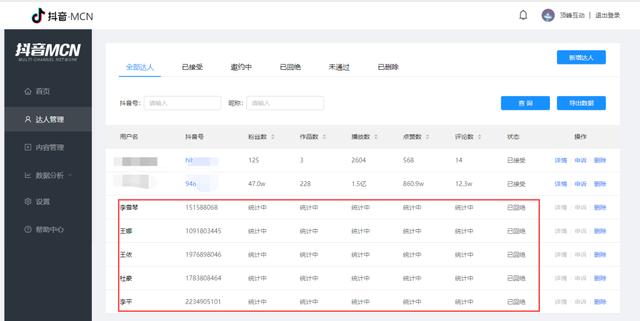 抖音·MCN
顶峰互动 | 退出登录
抖音MCN
MULTI-CHANNEL NETWORK
首页
达人管理
内容管理
数据分析
设置
帮助中心
新增达人
全部达人 已接受 邀约中 已回绝 未通过 已删除
抖音号: 请输入 昵称: 请输入 查 询 导出数据
用户名 抖音号 粉丝数 作品数 播放数 点赞数 评论数 状态 操作
125 3 2604 568 14 已接受 详情 申诉 删除
47.0w 228 1.5亿 860.9w 12.3w 已接受 详情 申诉 删除
李雪琴 151588068 统计中 统计中 统计中 统计中 统计中 已回绝 详情 申诉 删除
王娜 1091803445 统计中 统计中 统计中 统计中 统计中 已回绝 详情 申诉 删除
王依 1976898046 统计中 统计中 统计中 统计中 统计中 已回绝 详情 申诉 删除
杜豪 1783808464 统计中 统计中 统计中 统计中 统计中 已回绝 详情 申诉 删除
李平 2234905101 统计中 统计中 统计中 统计中 统计中 已回绝 详情 申诉 删除